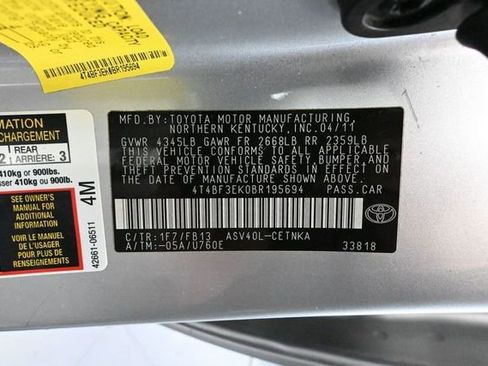 4T4BF3EK0BR195694
MATION
CHARGEMENT
2 REAR
ARRIÈRE: 3
410kg or 900lbs.
sser 410kg ou 900lb.
SEE OWNER'S
MANUAL FOR
ADDITIONAL
INFORMATION
VOIR MANUEL
DE L'USAGER
POUR PLUS DE
RENSEIGNEMENTS
4M
42661-06511
MFD.BY:TOYOTA MOTOR MANUFACTURING,
NORTHERN KENTUCKY,INC.04/11
GVWR 4345LB GAWR FR 2668LB RR 2359LB
THIS VEHICLE CONFORMS TO ALL APPLICABLE
FEDERAL MOTOR VEHICLE SAFETY,BUMPER,AND
THEFT PREVENTION STANDARDS IN EFFECT ON
THE DATE OF MANUFACTURE SHOWN ABOVE.
4T4BF3EK0BR195694 PASS.CAR
C/TR:1F7/FB13 ASV40L-CETNKA
A/TM:-05A/U760E 33818
TOYOTA